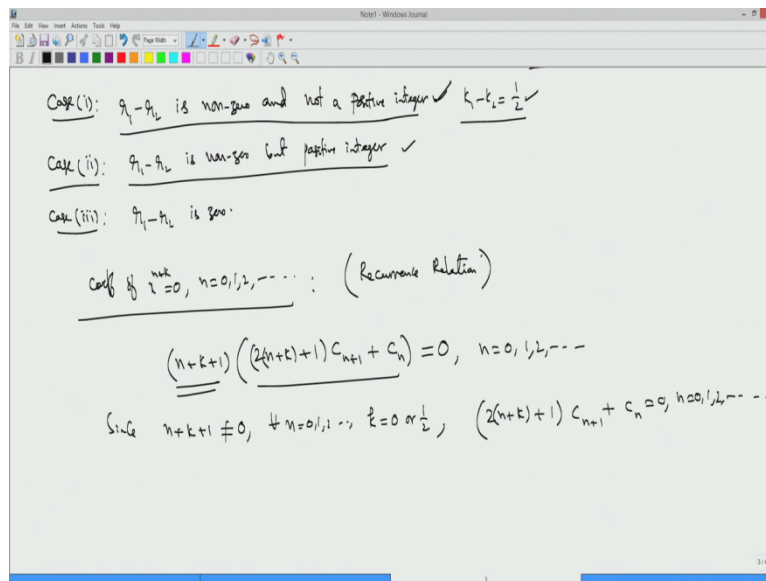 Note1 - Windows Journal
File Edit View Insert Actions Tools Help
Page Width
B I
Case(i): r₁-r₂ is non-zero and not a positive integer ✓ k₁-k₂=1/2 ✓
Case(ii): r₁-r₂ is non-zero but positive integer ✓
Case(iii): r₁-r₂ is zero.
Coeff of x^(n+k)=0, n=0,1,2,----- : (Recurrence Relation)
(n+k+1)((2(n+k)+1)C_(n+1)+C_n)=0, n=0,1,2,---
Since n+k+1≠0, ∀ n=0,1,2..., k=0 or 1/2, (2(n+k)+1)C_(n+1)+C_n=0, n=0,1,2,-----